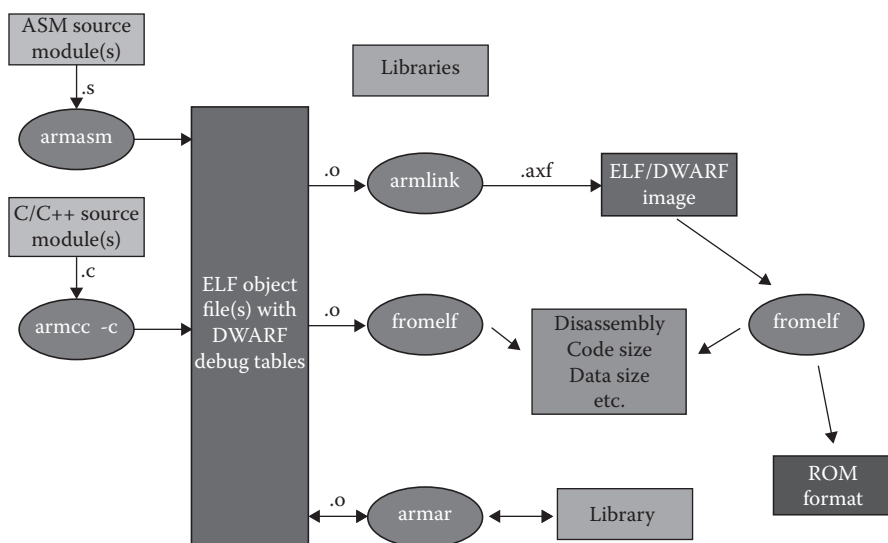 ASM source
module(s)
.s
armasm
C/C++ source
module(s)
.c
armcc -c
ELF object
file(s) with
DWARF
debug tables
Libraries
.o
armlink
.axf
ELF/DWARF
image
.o
fromelf
Disassembly
Code size
Data size
etc.
fromelf
ROM
format
.o
armar
Library